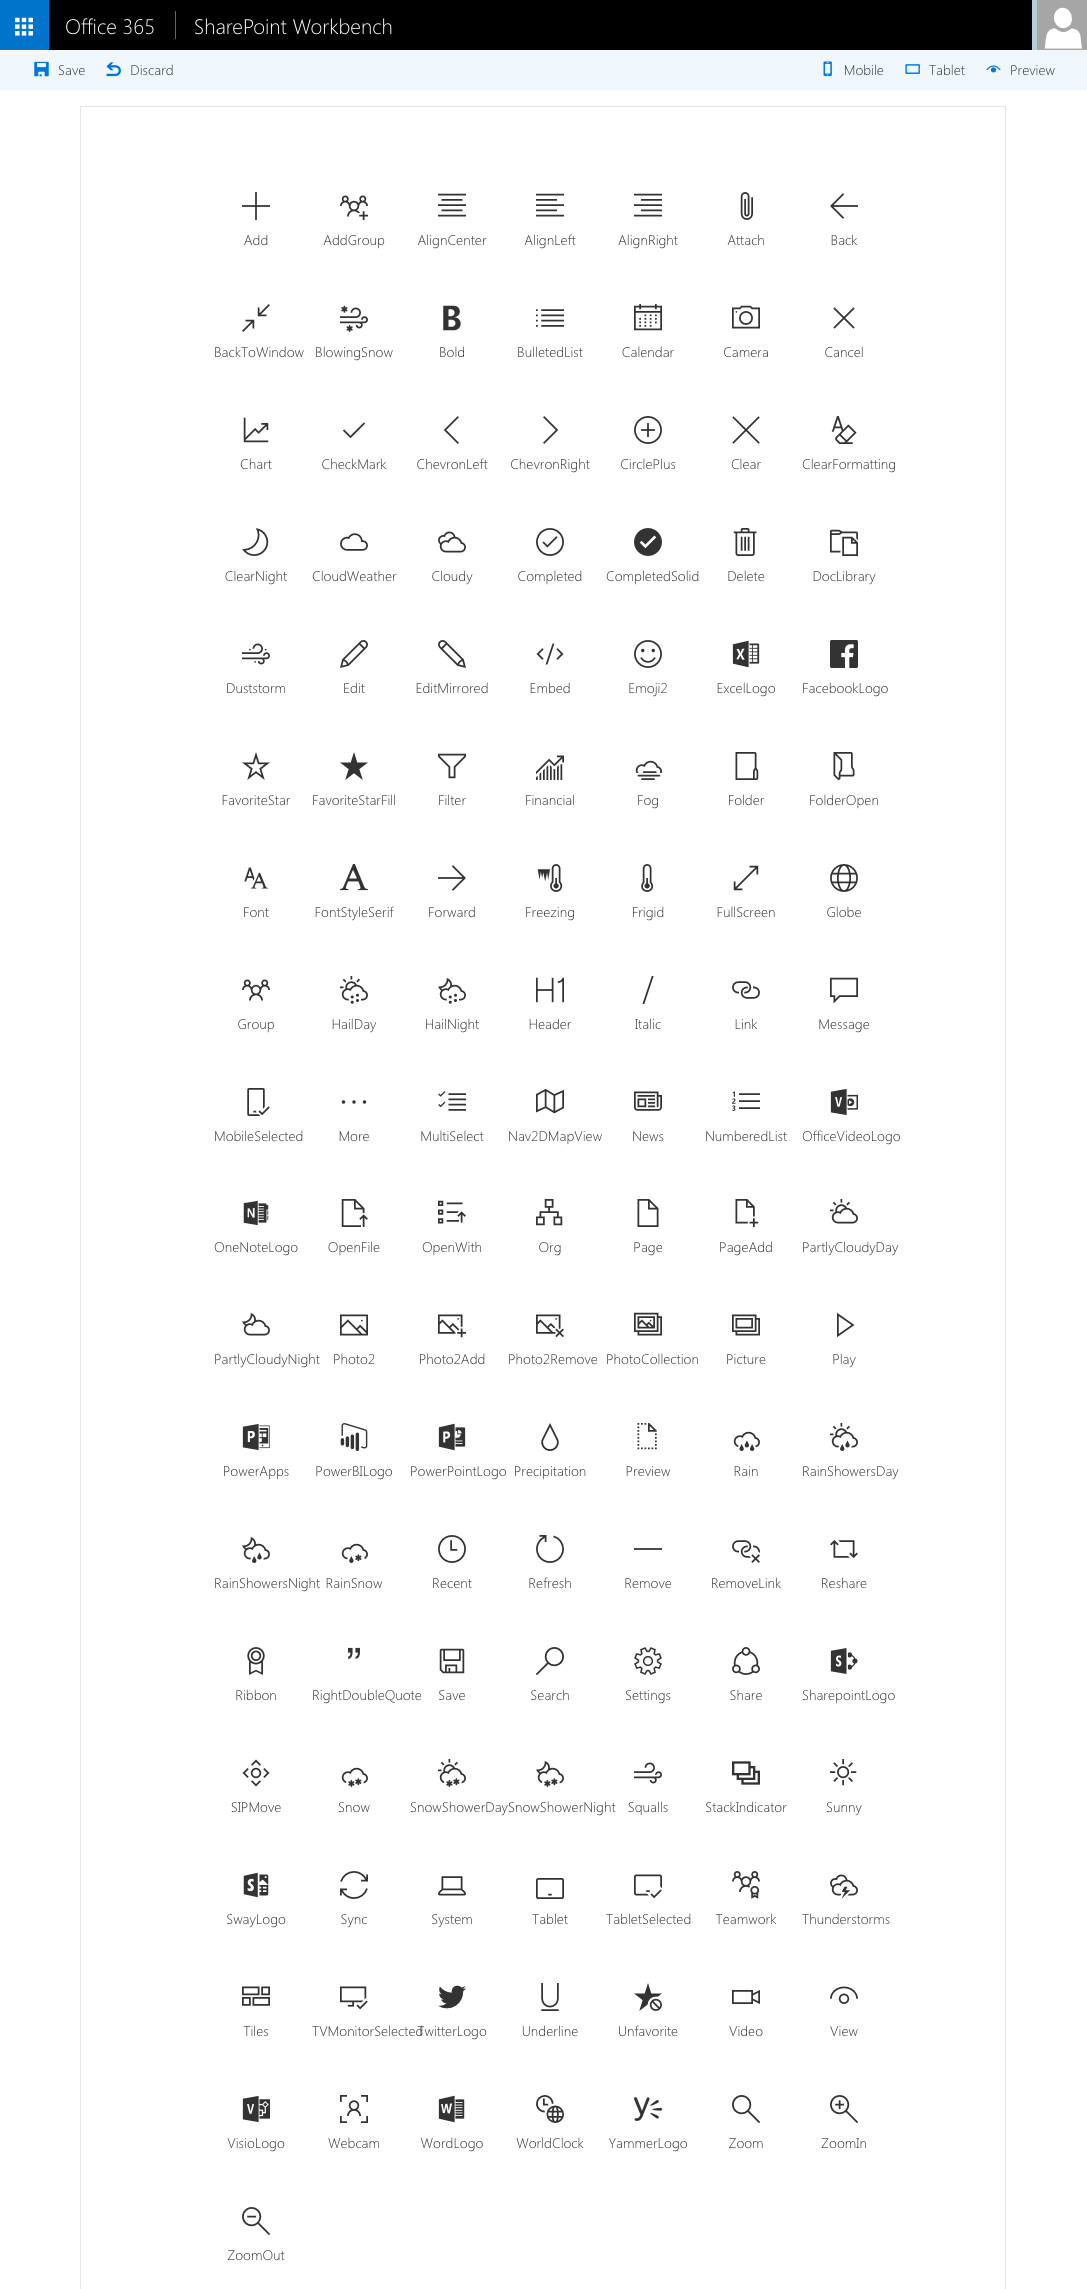 Office 365 SharePoint Workbench
Save Discard Mobile Tablet Preview
Add AddGroup AlignCenter AlignLeft AlignRight Attach Back
B
BackToWindow BlowingSnow Bold BulletedList Calendar Camera Cancel
A
Chart CheckMark ChevronLeft ChevronRight CirclePlus Clear ClearFormatting
ClearNight CloudWeather Cloudy Completed CompletedSolid Delete DocLibrary
</> X f
Duststorm Edit EditMirrored Embed Emoji2 ExcelLogo FacebookLogo
FavoriteStar FavoriteStarFill Filter Financial Fog Folder FolderOpen
AA A
Font FontStyleSerif Forward Freezing Frigid FullScreen Globe
H1 /
Group HailDay HailNight Header Italic Link Message
1 2 3 V
MobileSelected More MultiSelect Nav2DMapView News NumberedList OfficeVideoLogo
N
OneNoteLogo OpenFile OpenWith Org Page PageAdd PartlyCloudyDay
PartlyCloudyNight Photo2 Photo2Add Photo2Remove PhotoCollection Picture Play
P P
PowerApps PowerBILogo PowerPointLogo Precipitation Preview Rain RainShowersDay
RainShowersNight RainSnow Recent Refresh Remove RemoveLink Reshare
” S
Ribbon RightDoubleQuote Save Search Settings Share SharepointLogo
SIPMove Snow SnowShowerDay SnowShowerNight Squalls StackIndicator Sunny
S
SwayLogo Sync System Tablet TabletSelected Teamwork Thunderstorms
U
Tiles TVMonitorSelected TwitterLogo Underline Unfavorite Video View
V W y
VisioLogo Webcam WordLogo WorldClock YammerLogo Zoom ZoomIn
ZoomOut